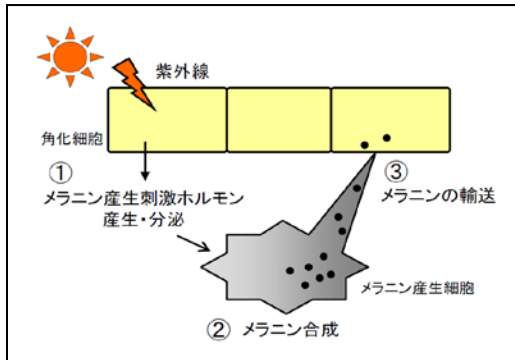 紫外線
角化細胞
①
メラニン産生刺激ホルモン
産生・分泌
③
メラニンの輸送
メラニン産生細胞
② メラニン合成